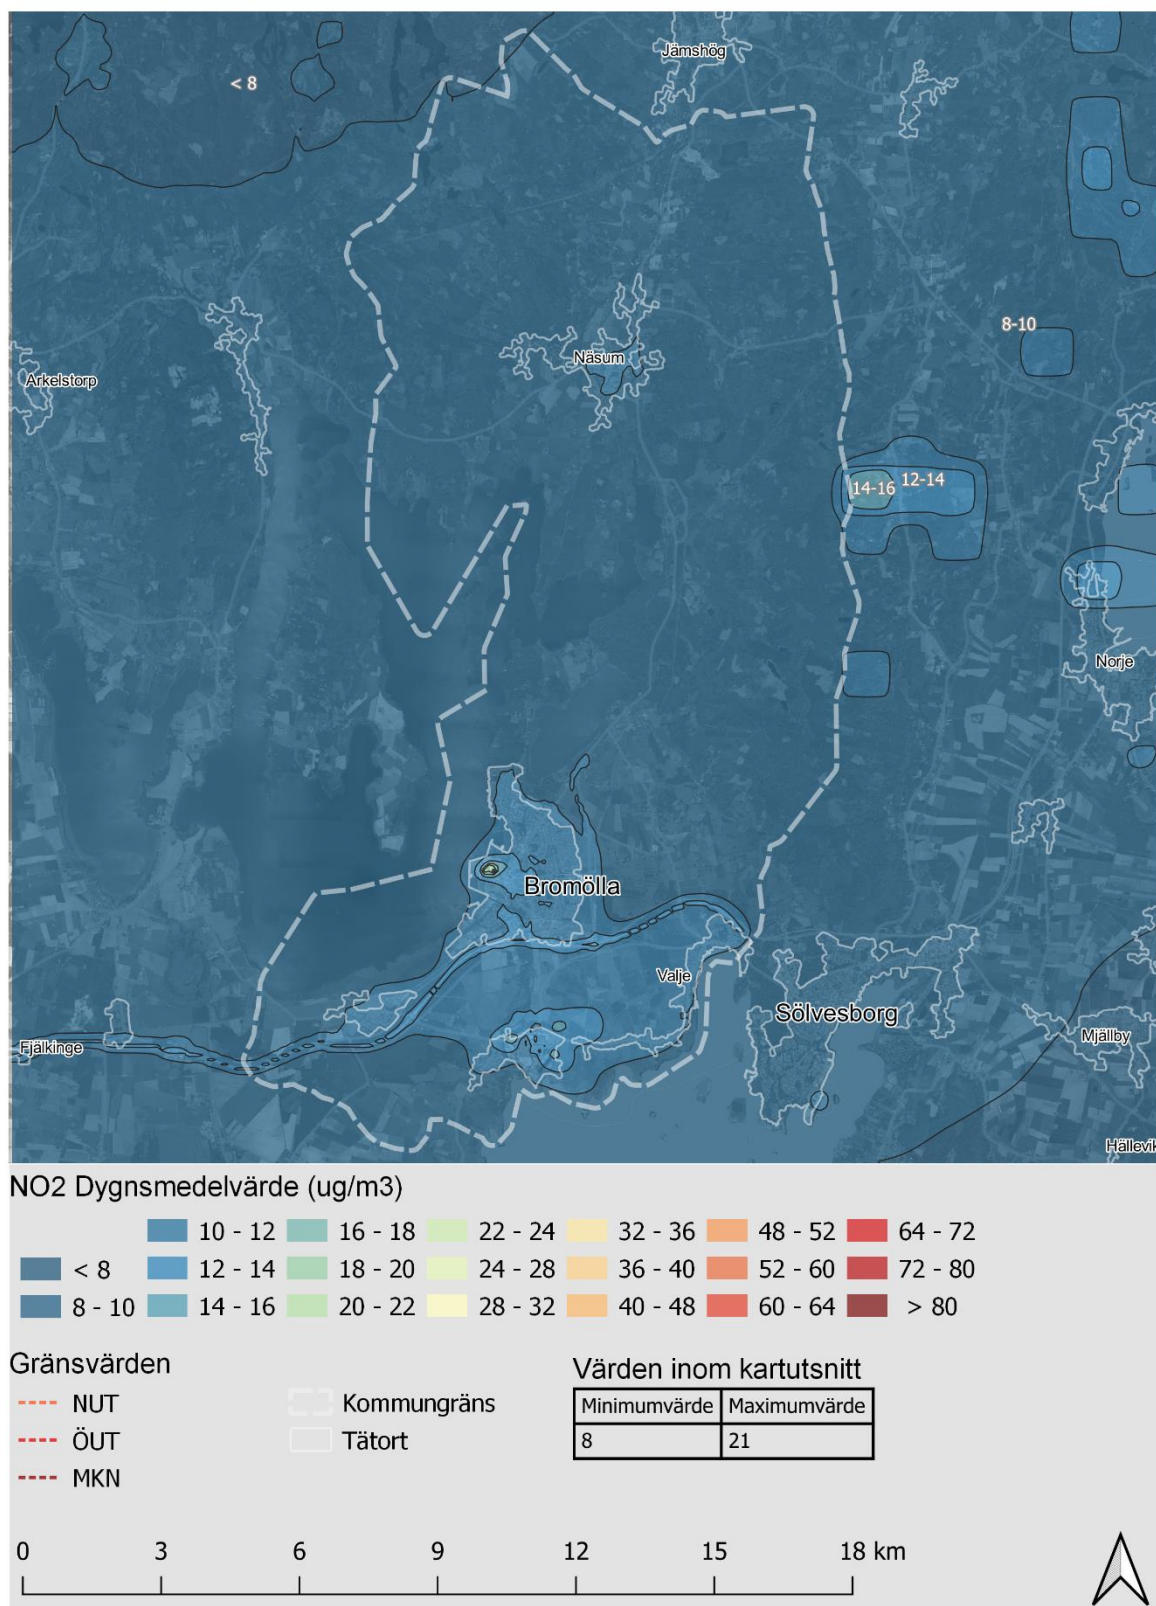 Jämshög
< 8
8-10
Näsum
Arkelstorp
14-16
12-14
Norje
Bromölla
Valje
Sölvesborg
Fjälkinge
Mjällby
Hällevik
NO2 Dygnsmedelvärde (ug/m3)
10 - 12 16 - 18 22 - 24 32 - 36 48 - 52 64 - 72
< 8 12 - 14 18 - 20 24 - 28 36 - 40 52 - 60 72 - 80
8 - 10 14 - 16 20 - 22 28 - 32 40 - 48 60 - 64 > 80
Gränsvärden
NUT
ÖUT
MKN
Kommungräns
Tätort
Värden inom kartutsnitt
Minimumvärde Maximumvärde
8 21
0 3 6 9 12 15 18 km